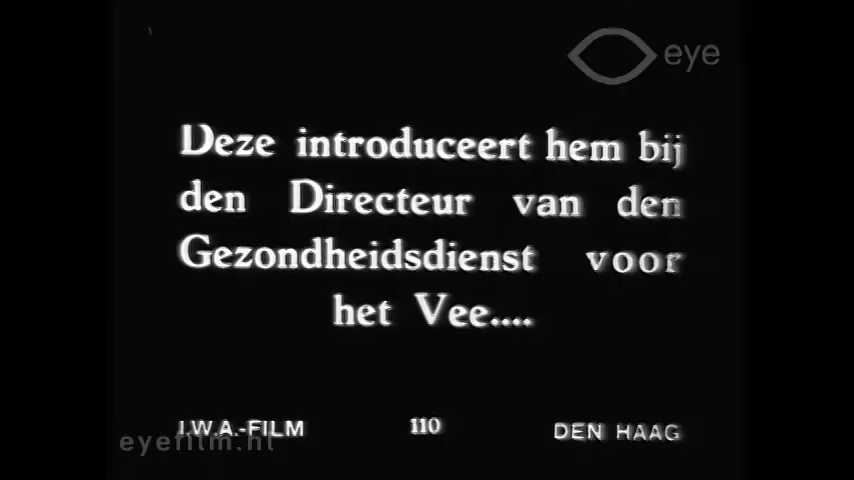 eye
Deze introduceert hem bij
den Directeur van den
Gezondheidsdienst voor
het Vee....
I.W.A.-FILM 110 DEN HAAG
eyefilm.nl